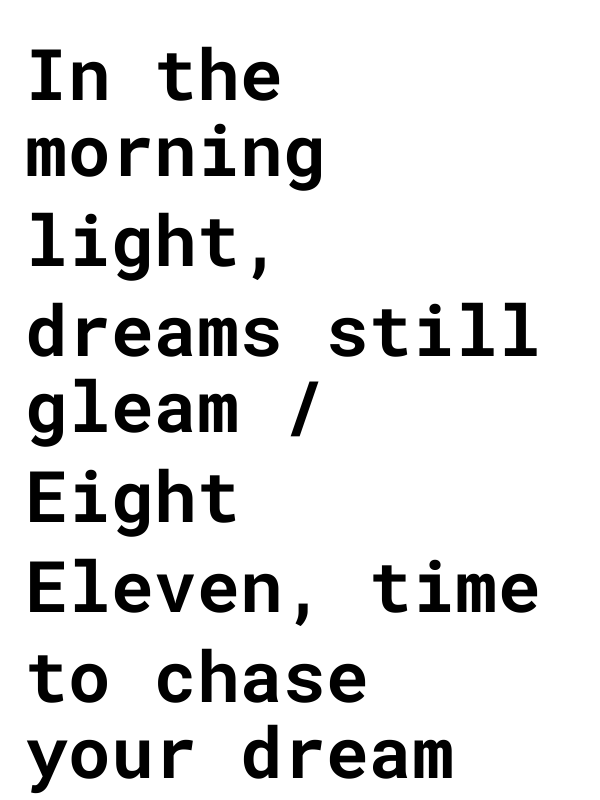 In the
morning
light,
dreams still
gleam /
Eight
Eleven, time
to chase
your dream